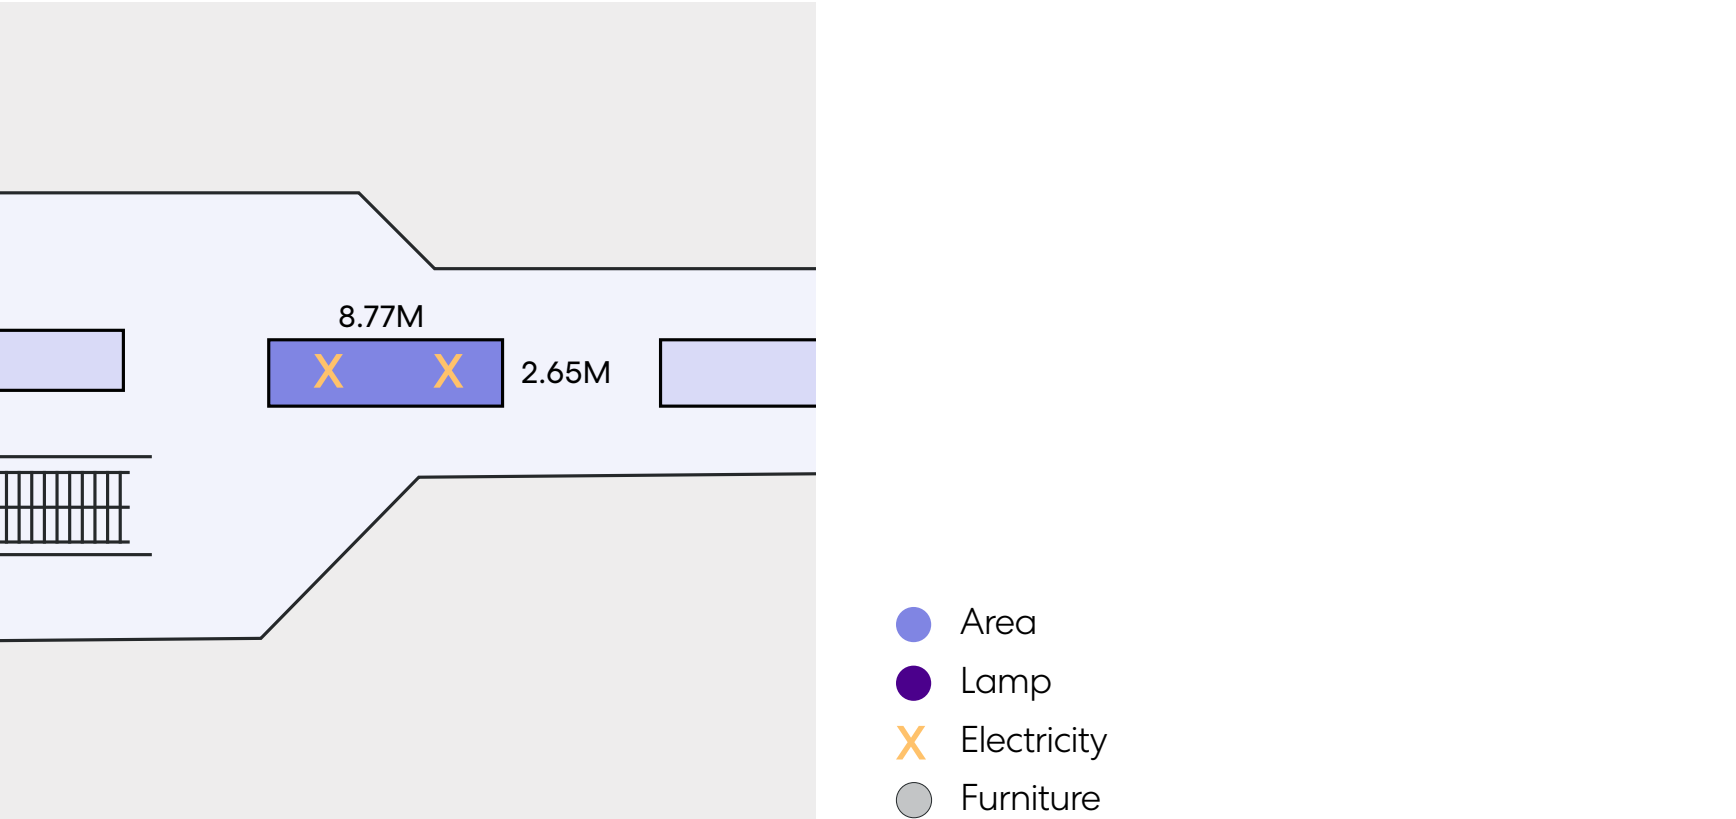 8.77M
X X
2.65M
Area
Lamp
X Electricity
Furniture